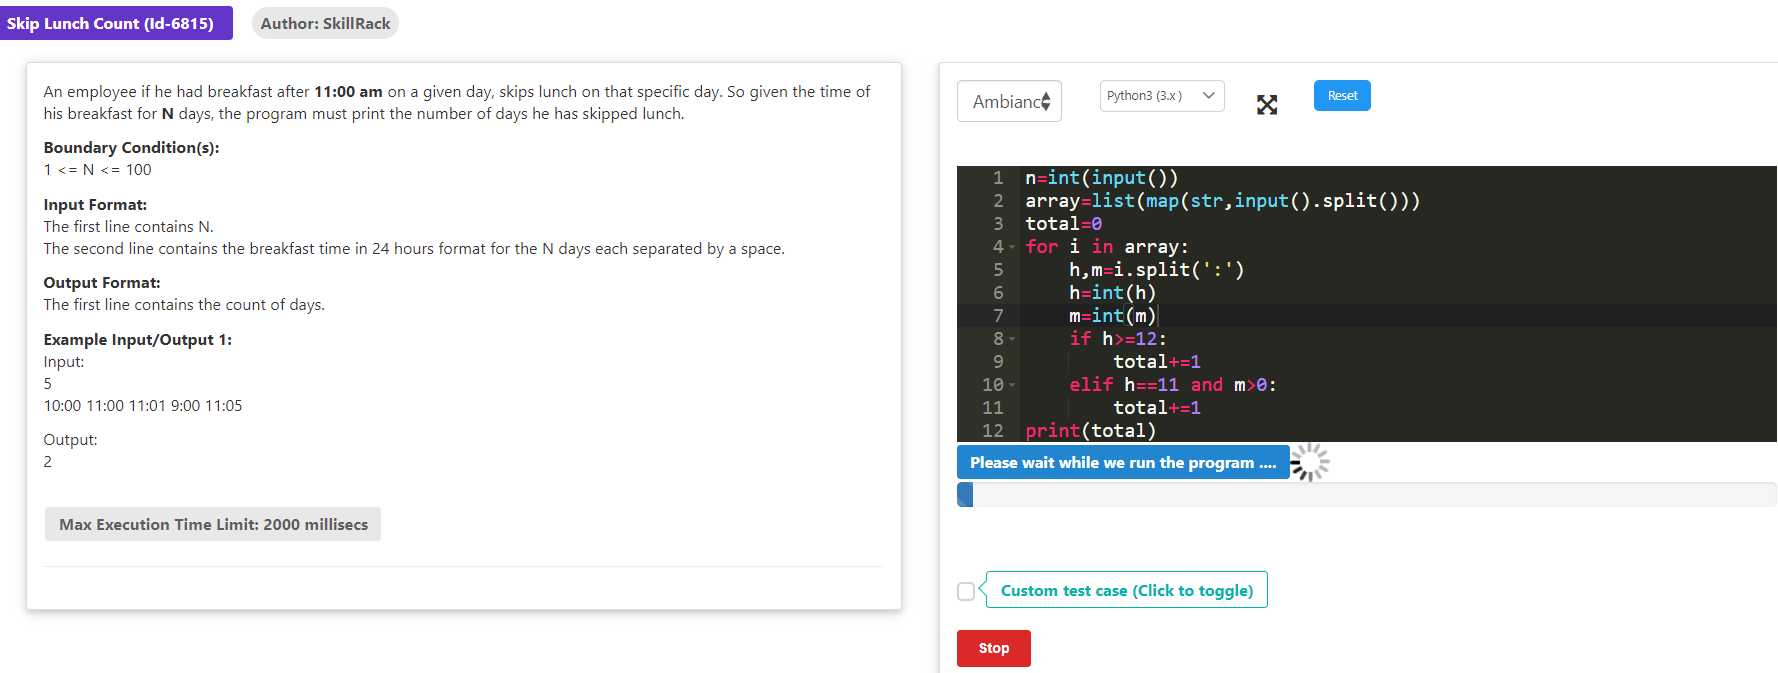 Skip Lunch Count (Id-6815)
Author: SkillRack
An employee if he had breakfast after 11:00 am on a given day, skips lunch on that specific day. So given the time of
his breakfast for N days, the program must print the number of days he has skipped lunch.
Boundary Condition(s):
1 <= N <= 100
Input Format:
The first line contains N.
The second line contains the breakfast time in 24 hours format for the N days each separated by a space.
Output Format:
The first line contains the count of days.
Example Input/Output 1:
Input:
5
10:00 11:00 11:01 9:00 11:05
Output:
2
Max Execution Time Limit: 2000 millisecs
Ambianc
Python3 (3.x)
Reset
1 n=int(input())
2 array=list(map(str,input().split()))
3 total=0
4 for i in array:
5     h,m=i.split(':')
6     h=int(h)
7     m=int(m)
8     if h>=12:
9         total+=1
10     elif h==11 and m>0:
11         total+=1
12 print(total)
Please wait while we run the program ....
Custom test case (Click to toggle)
Stop